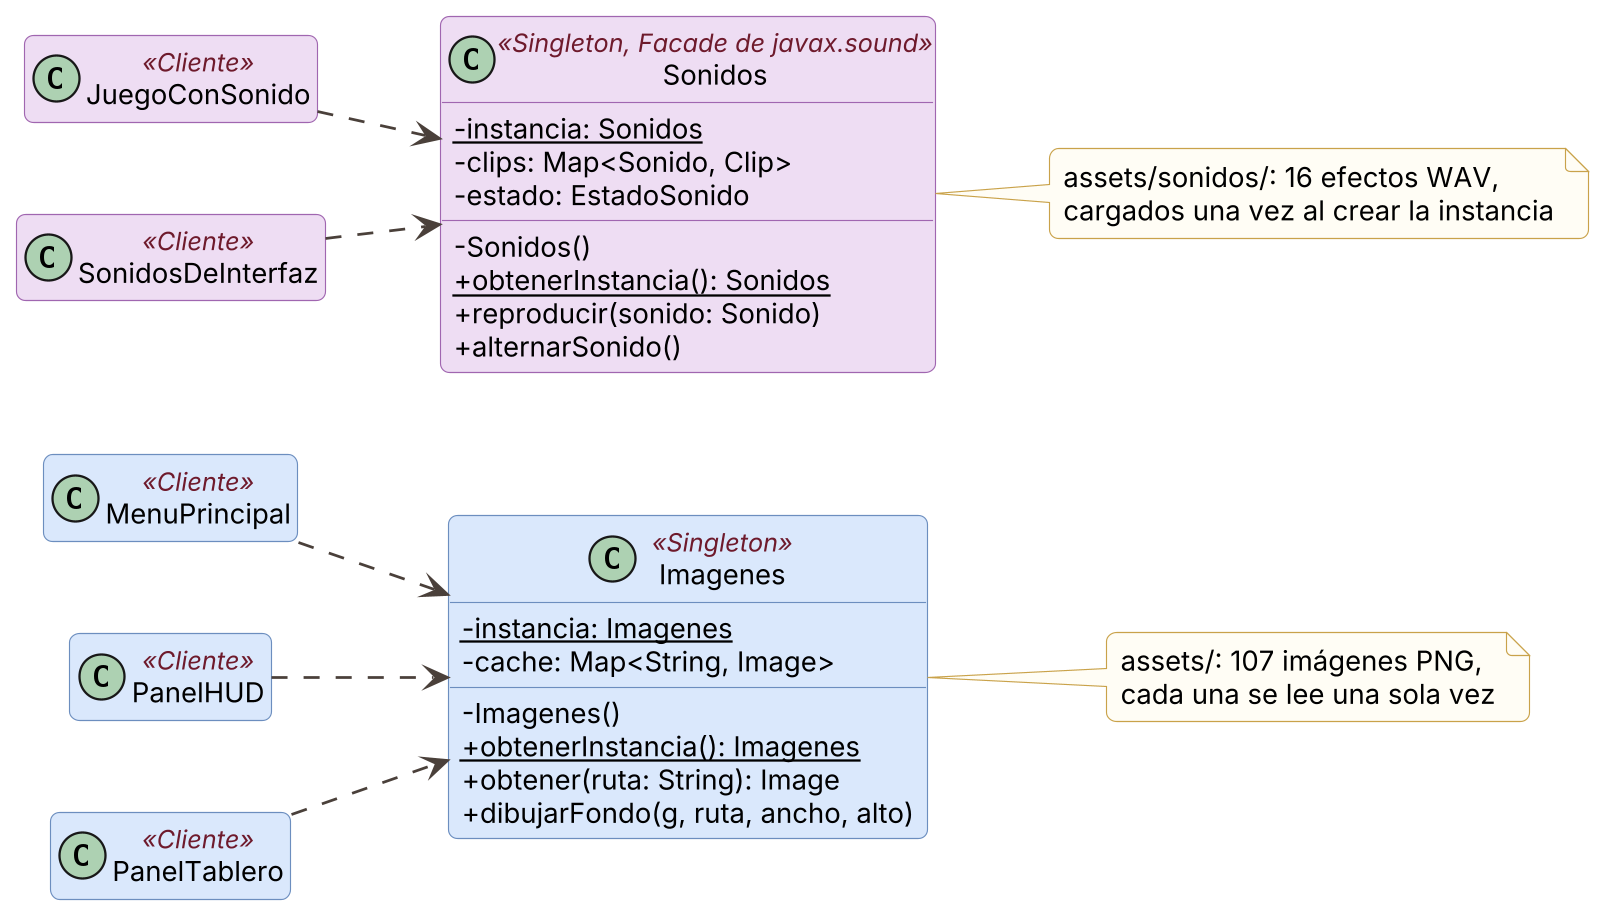 C
«Cliente»
JuegoConSonido
C
«Cliente»
SonidosDeInterfaz
C
«Singleton, Facade de javax.sound»
Sonidos
-instancia: Sonidos
-clips: Map<Sonido, Clip>
-estado: EstadoSonido
-Sonidos()
+obtenerInstancia(): Sonidos
+reproducir(sonido: Sonido)
+alternarSonido()
assets/sonidos/: 16 efectos WAV,
cargados una vez al crear la instancia
C
«Cliente»
MenuPrincipal
C
«Cliente»
PanelHUD
C
«Cliente»
PanelTablero
C
«Singleton»
Imagenes
-instancia: Imagenes
-cache: Map<String, Image>
-Imagenes()
+obtenerInstancia(): Imagenes
+obtener(ruta: String): Image
+dibujarFondo(g, ruta, ancho, alto)
assets/: 107 imágenes PNG,
cada una se lee una sola vez